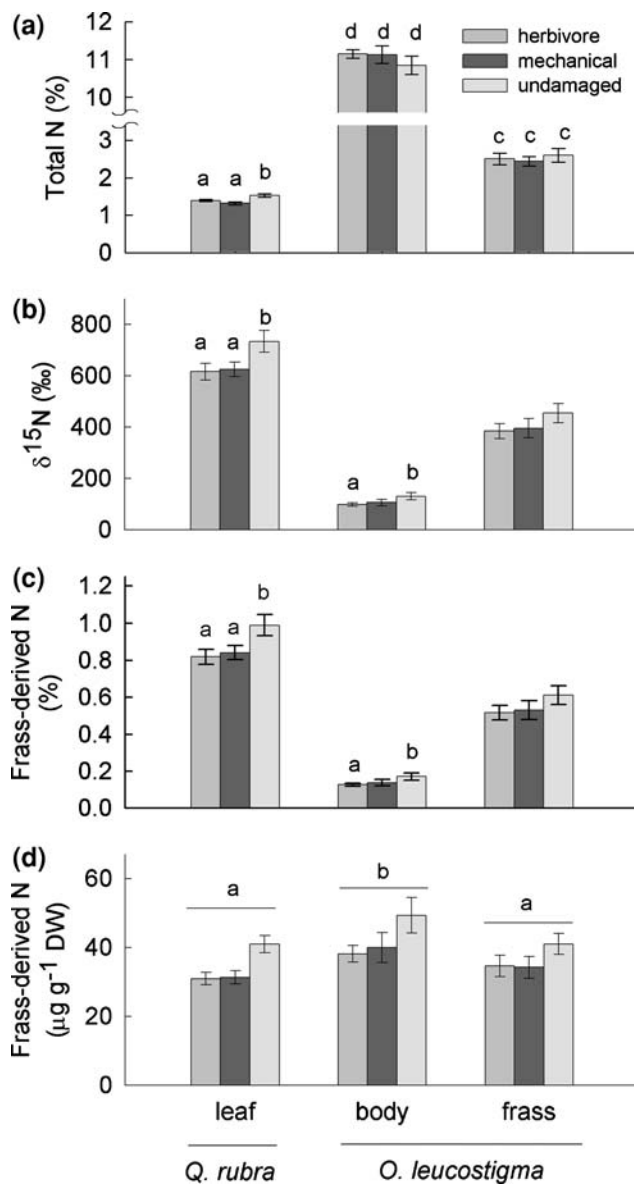 (a)
Total N (%)
11
10
3
2
1
0
a a b
d d d
c c c
herbivore
mechanical
undamaged
(b)
δ15N (‰)
800
600
400
200
0
a a b
a b
(c)
Frass-derived N
(%)
1.2
1.0
0.8
0.6
0.4
0.2
0.0
a a b
a b
(d)
Frass-derived N
(µg g-1 DW)
60
40
20
0
a
b
a
leaf body frass
Q. rubra O. leucostigma